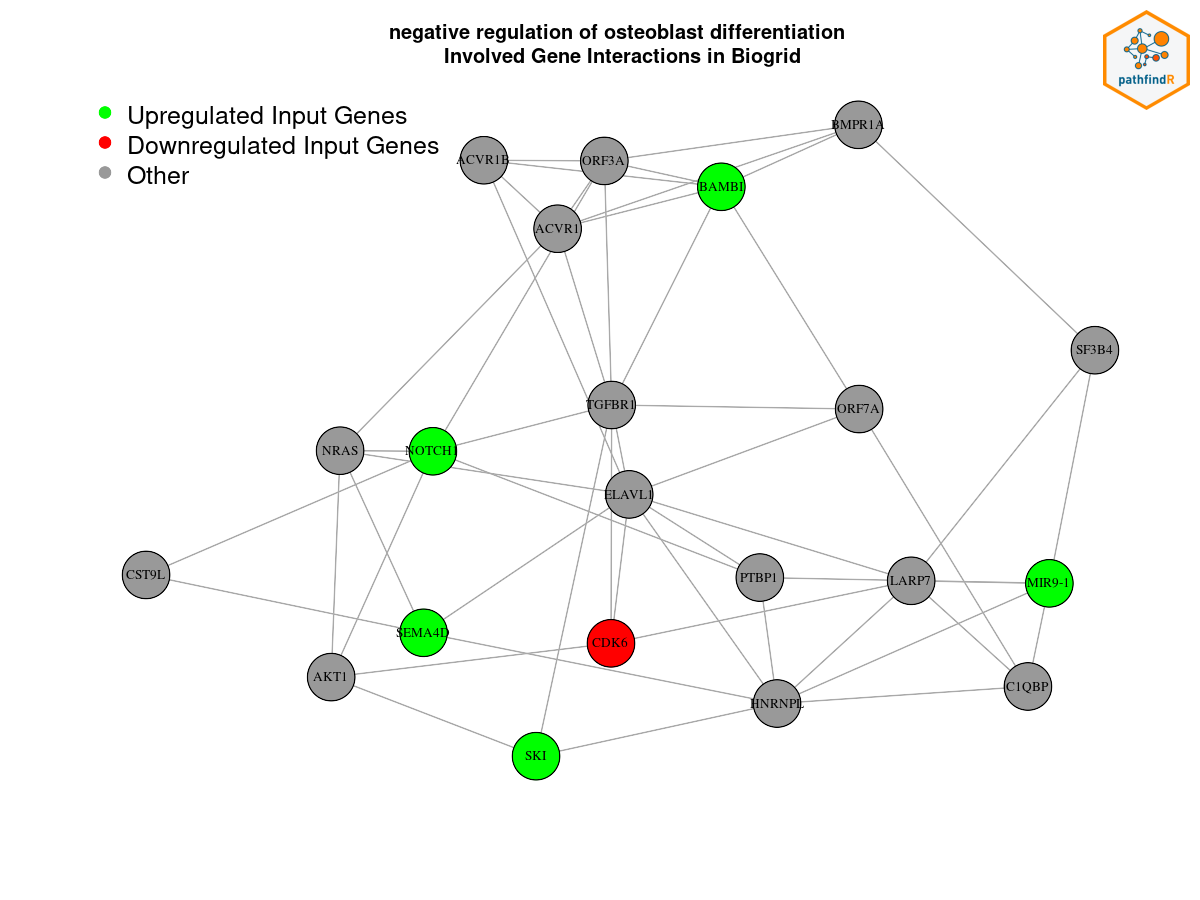 negative regulation of osteoblast differentiation
Involved Gene Interactions in Biogrid
pathfindR
Upregulated Input Genes
Downregulated Input Genes
Other
BMPR1A
ACVR1B
ORF3A
BAMBI
ACVR1
SF3B4
TGFBR1
ORF7A
NRAS
NOTCH1
ELAVL1
CST9L
PTBP1
LARP7
MIR9-1
SEMA4D
CDK6
AKT1
C1QBP
HNRNPL
SKI